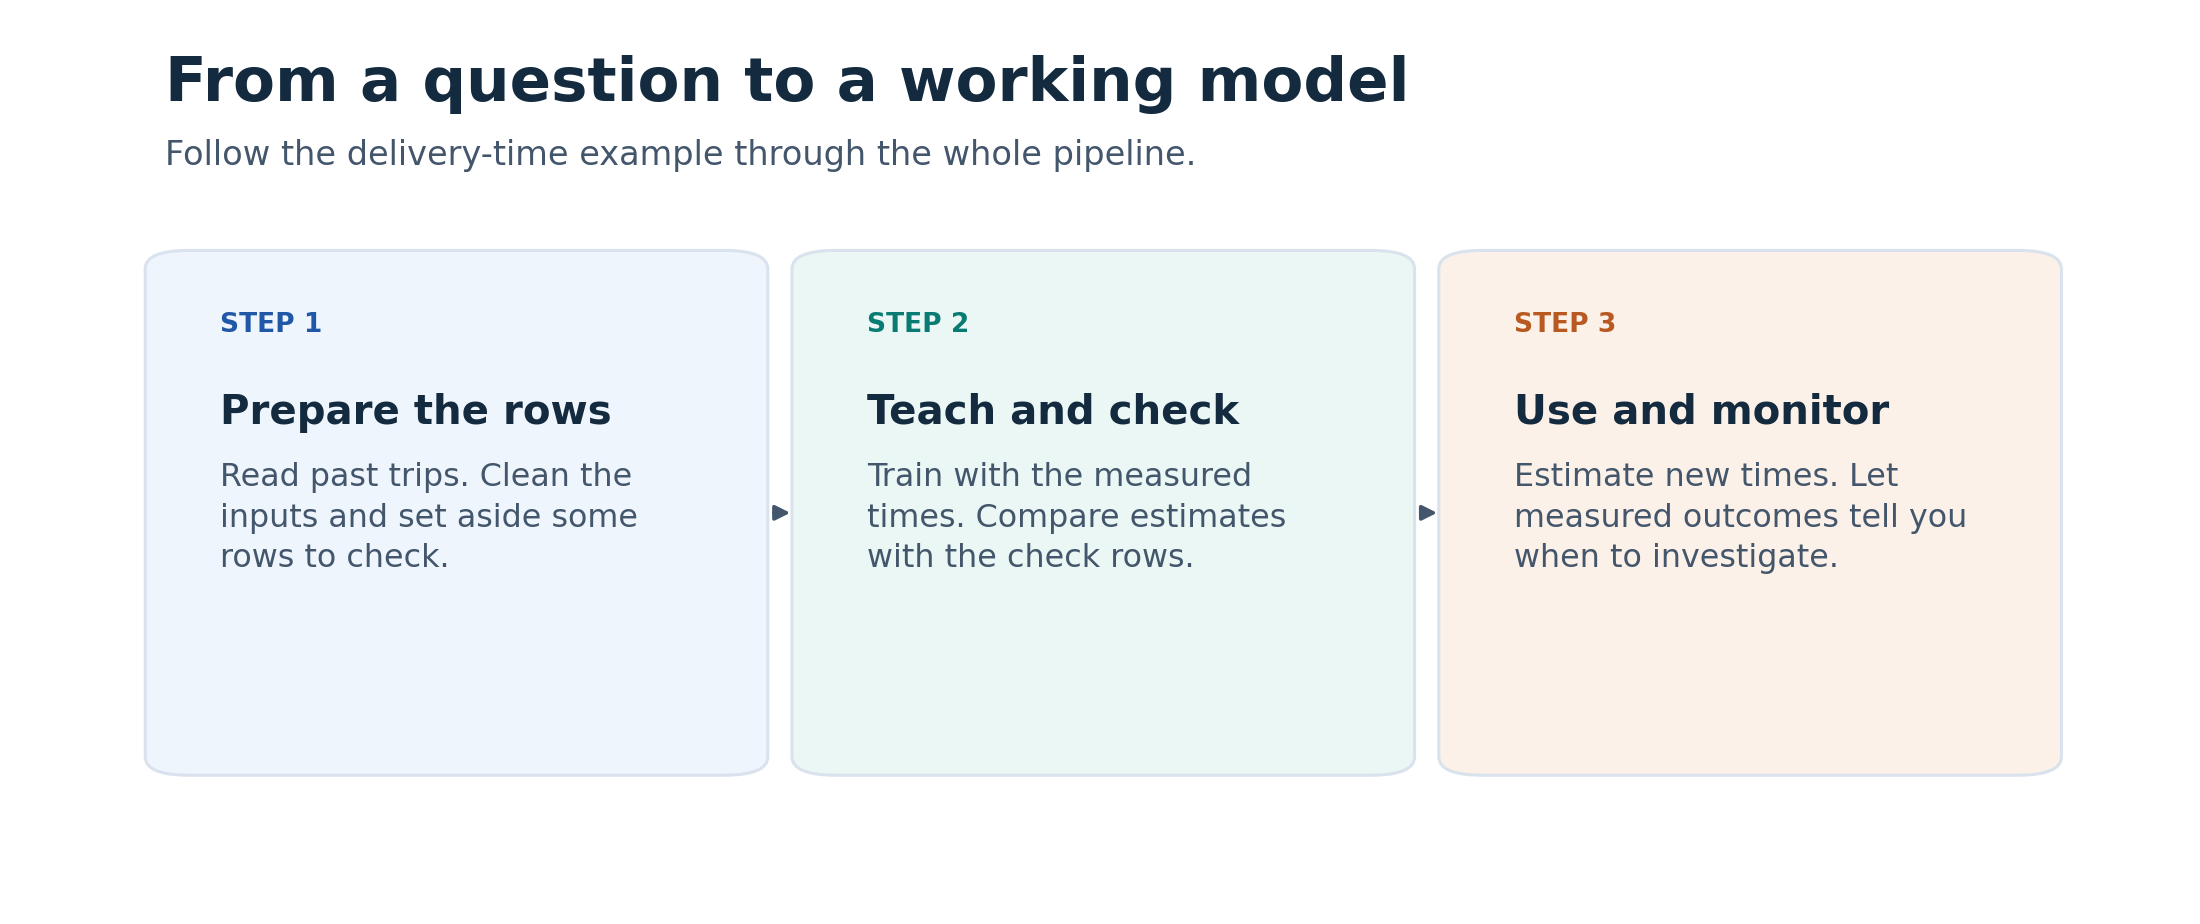 From a question to a working model
Follow the delivery-time example through the whole pipeline.
STEP 1
Prepare the rows
Read past trips. Clean the
inputs and set aside some
rows to check.
STEP 2
Teach and check
Train with the measured
times. Compare estimates
with the check rows.
STEP 3
Use and monitor
Estimate new times. Let
measured outcomes tell you
when to investigate.